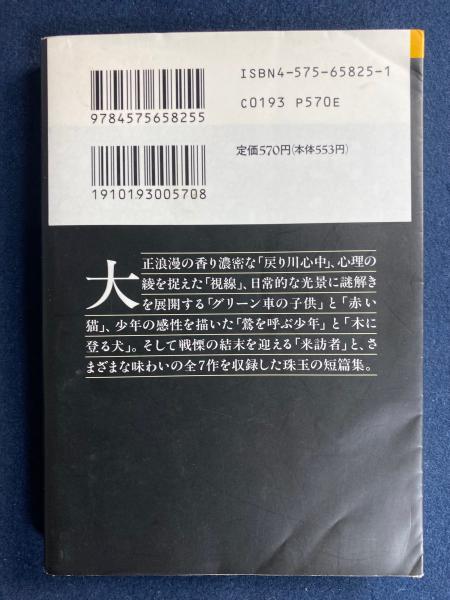 ISBN4-575-65825-1
C0193 P570E
9784575658255
定価570円(本体553円)
1910193005708
大正浪漫の香り濃密な「戻り川心中」、心理の
綾を捉えた「視線」、日常的な光景に謎解き
を展開する「グリーン車の子供」と「赤い
猫」、少年の感性を描いた「鷲を呼ぶ少年」と「木に
登る犬」。そして戦慄の結末を迎える「来訪者」と、さ
まざまな味わいの全7作を収録した珠玉の短篇集。